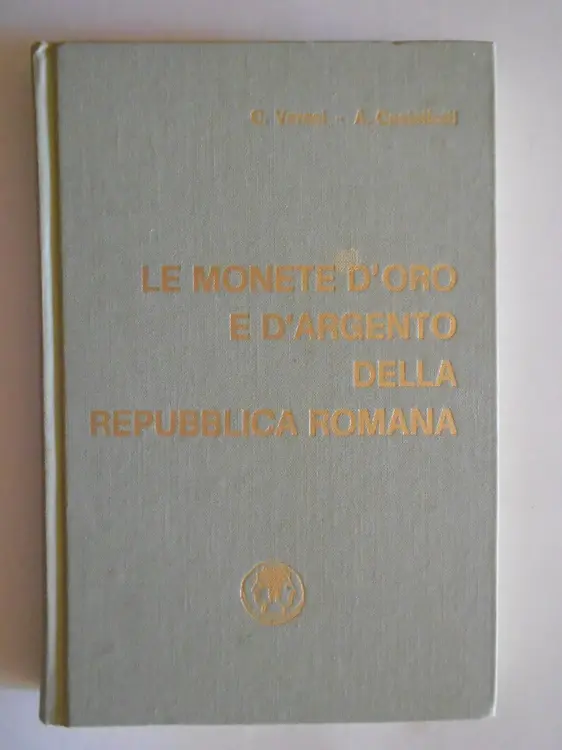 LE MONETE D'ORO
E D'ARGENTO
DELLA
REPUBBLICA ROMANA